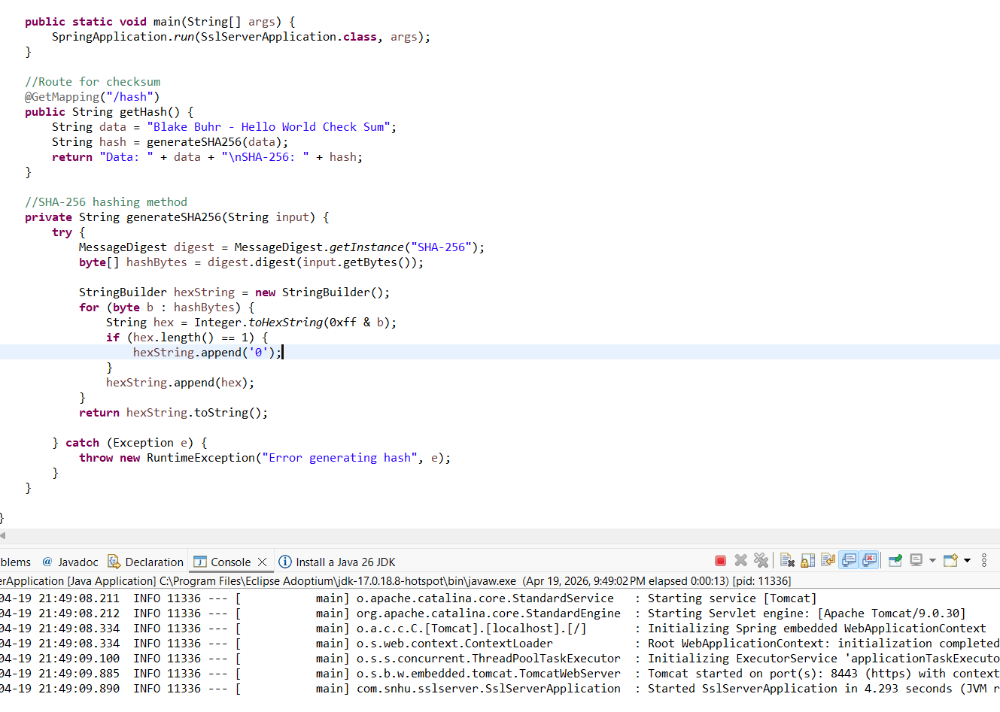 public static void main(String[] args) {
SpringApplication.run(SslServerApplication.class, args);
}
//Route for checksum
@GetMapping("/hash")
public String getHash() {
String data = "Blake Buhr - Hello World Check Sum";
String hash = generateSHA256(data);
return "Data: " + data + "\nSHA-256: " + hash;
}
//SHA-256 hashing method
private String generateSHA256(String input) {
try {
MessageDigest digest = MessageDigest.getInstance("SHA-256");
byte[] hashBytes = digest.digest(input.getBytes());
StringBuilder hexString = new StringBuilder();
for (byte b : hashBytes) {
String hex = Integer.toHexString(0xff & b);
if (hex.length() == 1) {
hexString.append('0');
}
hexString.append(hex);
}
return hexString.toString();
} catch (Exception e) {
throw new RuntimeException("Error generating hash", e);
}
}
}
blems @ Javadoc Declaration Console Install a Java 26 JDK
erApplication [Java Application] C:\Program Files\Eclipse Adoptium\jdk-17.0.18.8-hotspot\bin\javaw.exe (Apr 19, 2026, 9:49:02 PM elapsed 0:00:13) [pid: 11336]
04-19 21:49:08.211 INFO 11336 --- [ main] o.apache.catalina.core.StandardService : Starting service [Tomcat]
04-19 21:49:08.212 INFO 11336 --- [ main] org.apache.catalina.core.StandardEngine : Starting Servlet engine: [Apache Tomcat/9.0.30]
04-19 21:49:08.334 INFO 11336 --- [ main] o.a.c.c.C.[Tomcat].[localhost].[/] : Initializing Spring embedded WebApplicationContext
04-19 21:49:08.334 INFO 11336 --- [ main] o.s.web.context.ContextLoader : Root WebApplicationContext: initialization completed
04-19 21:49:09.100 INFO 11336 --- [ main] o.s.s.concurrent.ThreadPoolTaskExecutor : Initializing ExecutorService 'applicationTaskExecuto
04-19 21:49:09.885 INFO 11336 --- [ main] o.s.b.w.embedded.tomcat.TomcatWebServer : Tomcat started on port(s): 8443 (https) with context
04-19 21:49:09.890 INFO 11336 --- [ main] com.snhu.sslserver.SslServerApplication : Started SslServerApplication in 4.293 seconds (JVM r